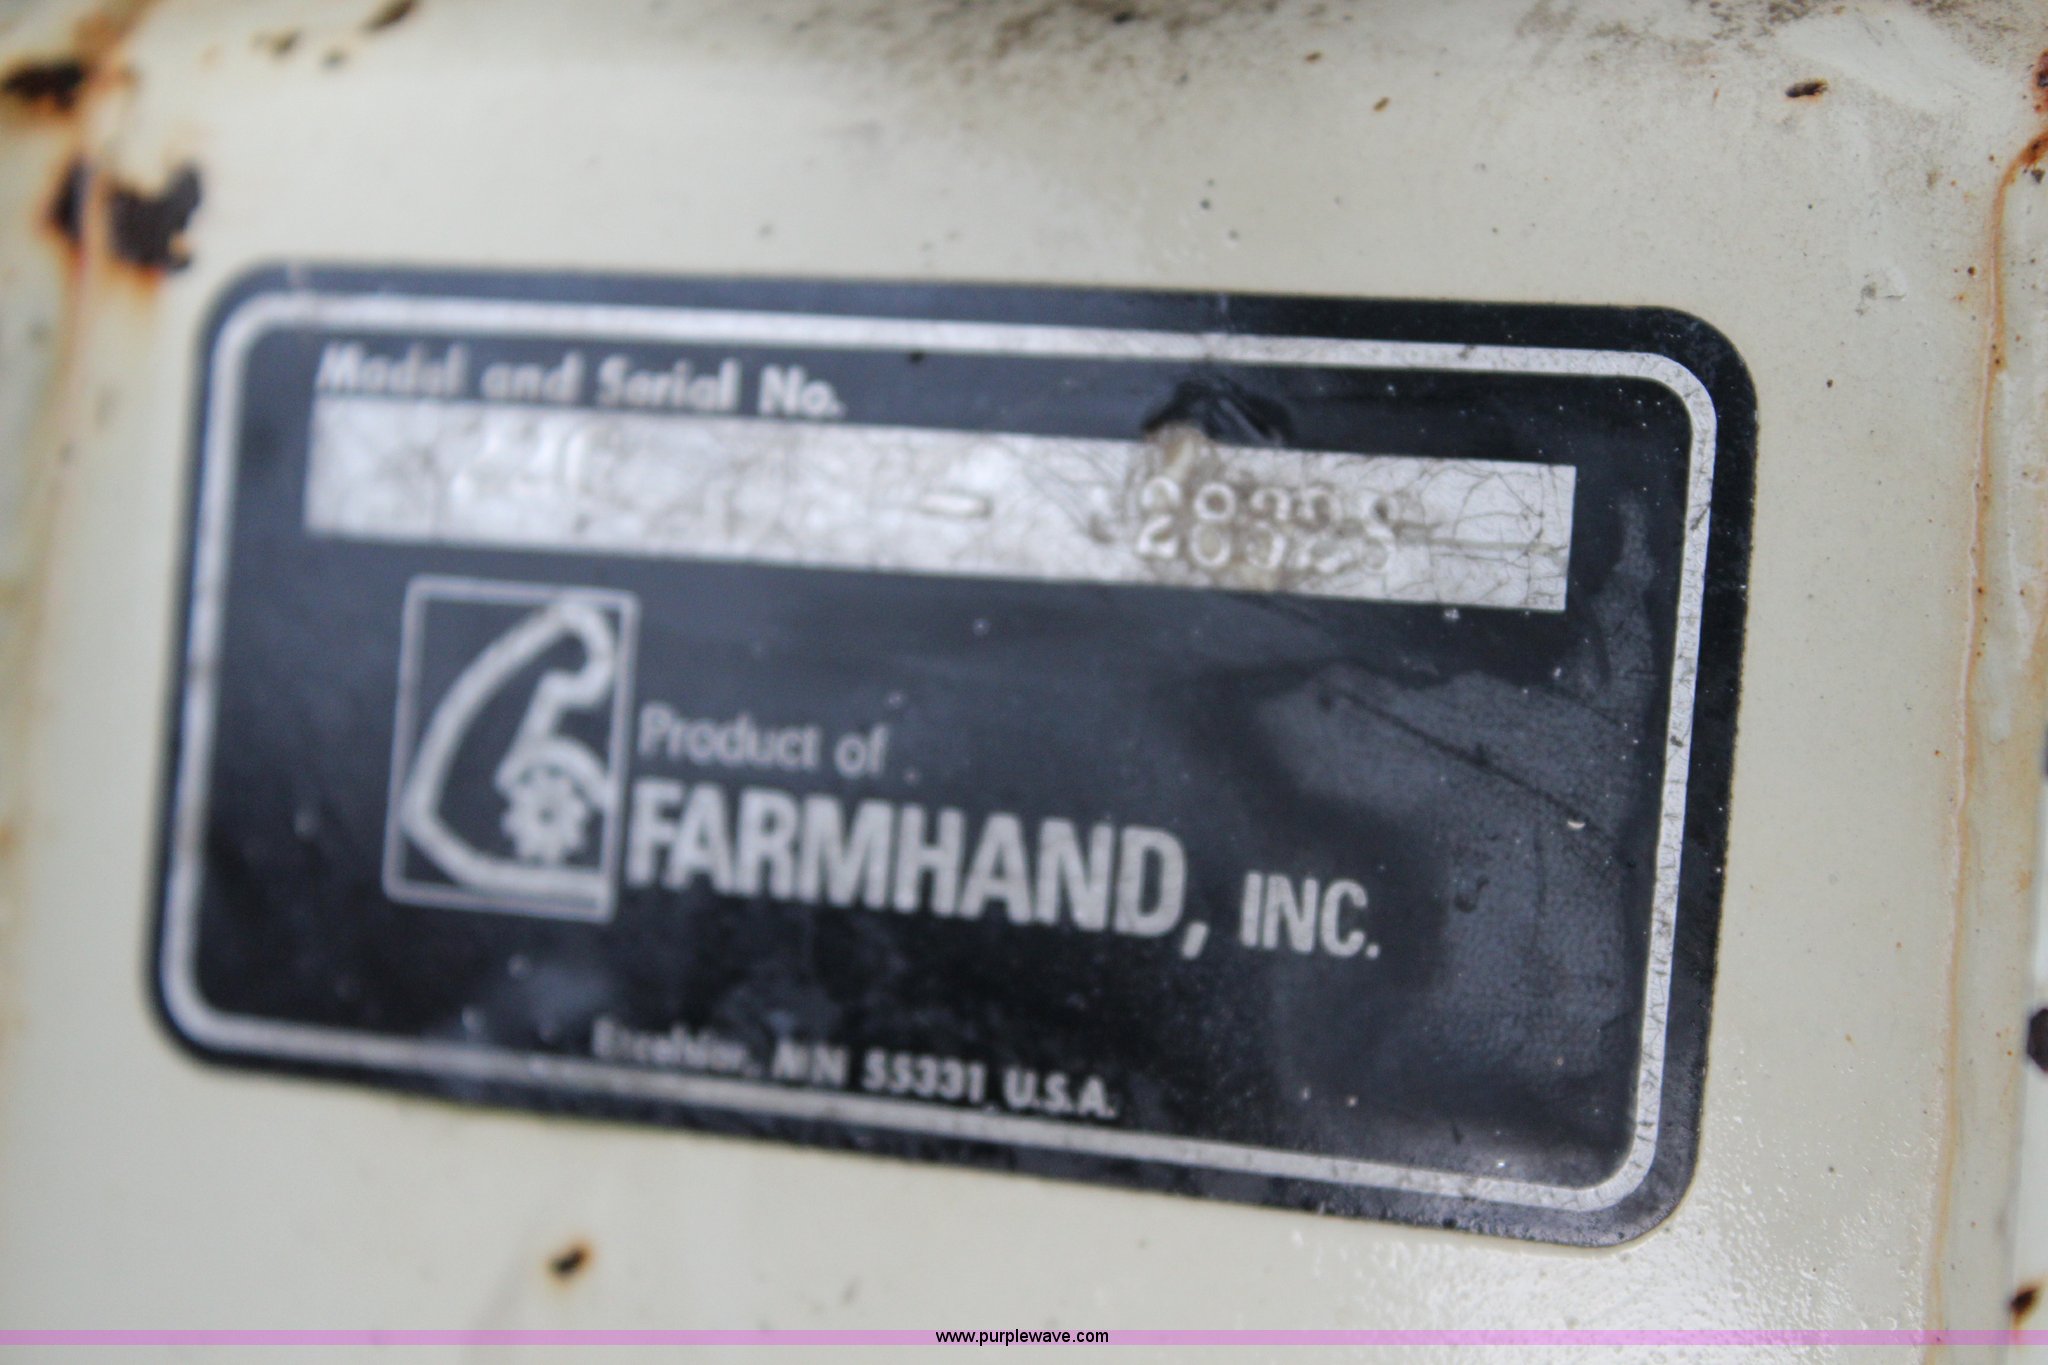 Model and Serial No.
-
Product of
FARMHAND, INC.
Excelsior, MN 55331 U.S.A.
www.purplewave.com